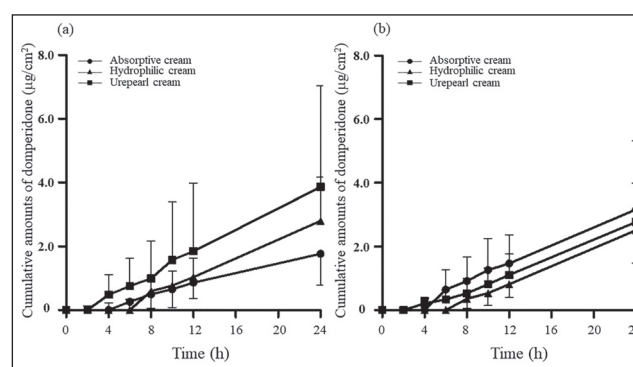 (a)
Cumulative amounts of domperidone (μg/cm²)
8.0
6.0
4.0
2.0
0
Absorptive cream
Hydrophilic cream
Urepearl cream
0 4 8 12 16 20 24
Time (h)
(b)
Cumulative amounts of domperidone (μg/cm²)
8.0
6.0
4.0
2.0
0
Absorptive cream
Hydrophilic cream
Urepearl cream
0 4 8 12 16 20
Time (h)